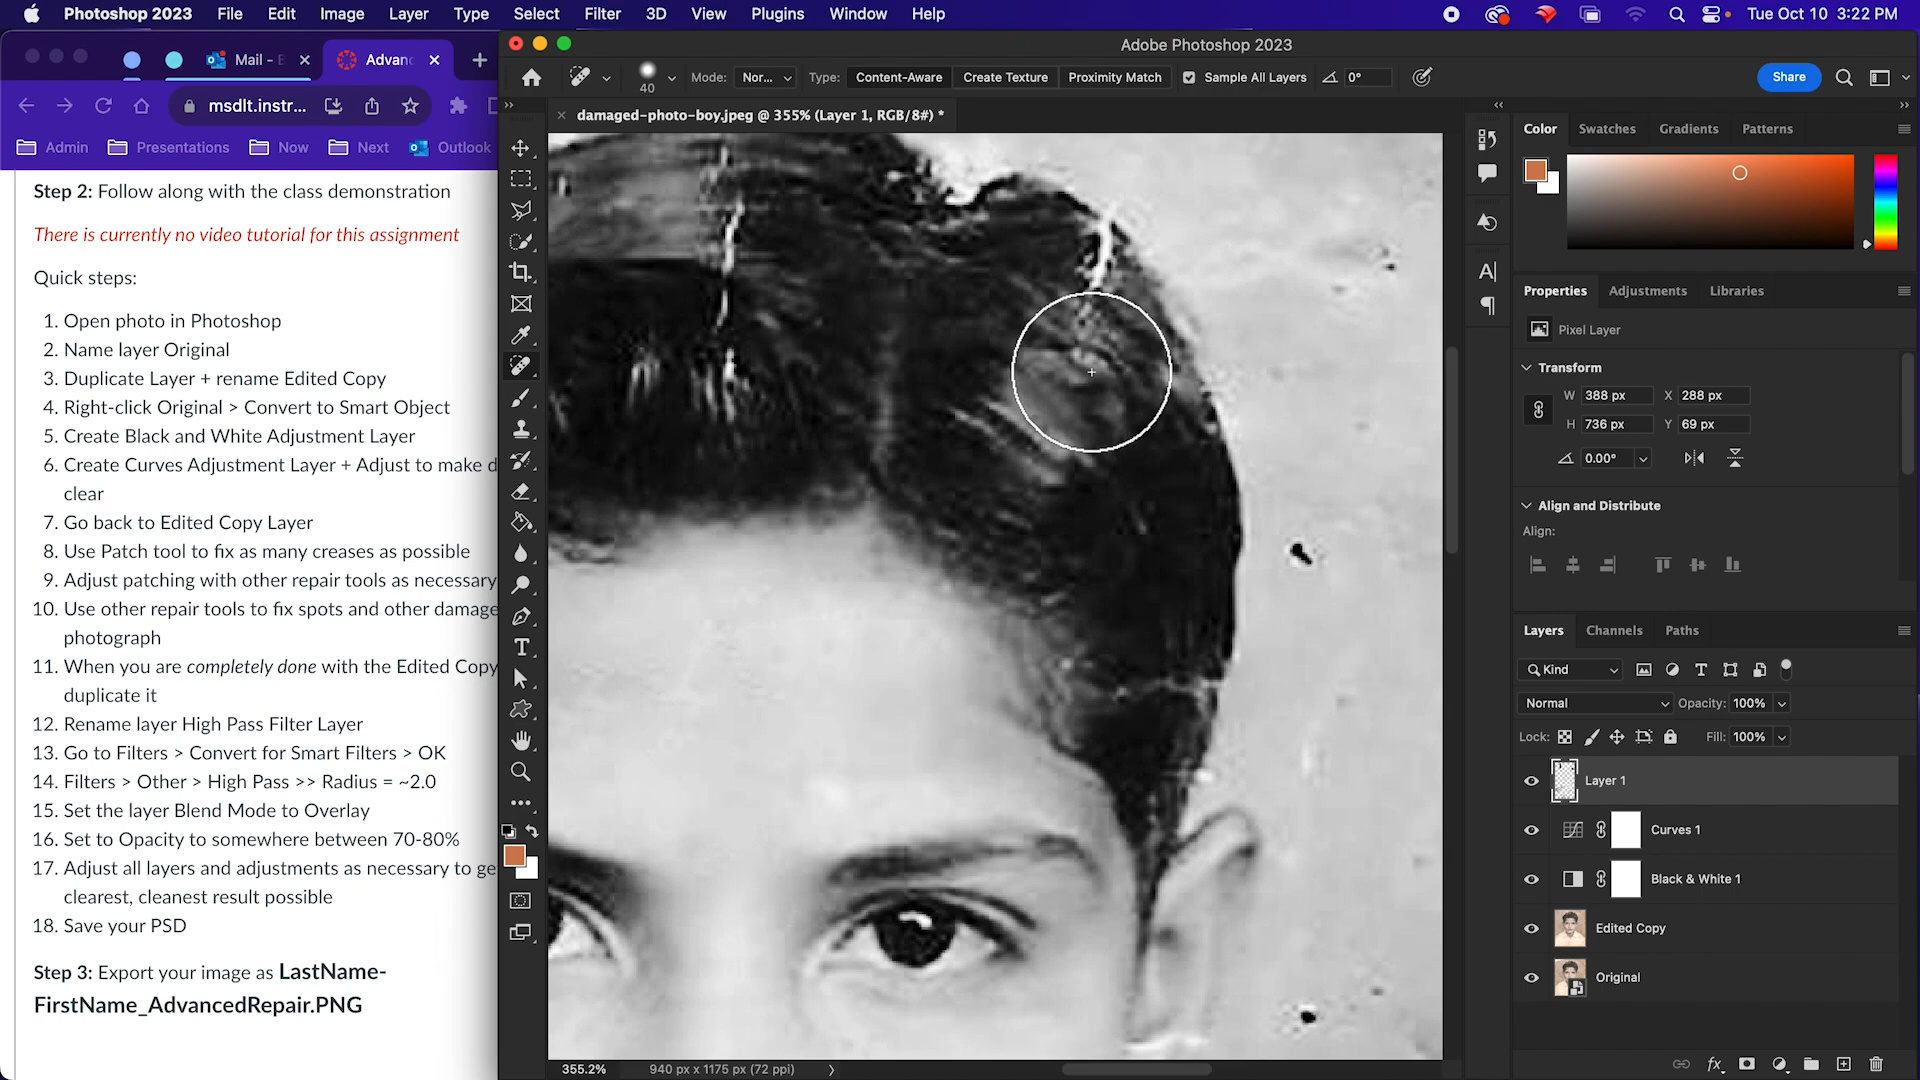 Photoshop 2023 File Edit Image Layer Type Select Filter 3D View Plugins Window Help Tue Oct 10 3:22 PM
Mail - Advanc
Adobe Photoshop 2023
40 Mode: Nor... Type: Content-Aware Create Texture Proximity Match Sample All Layers 0° Share
msdlt.instr...
damaged-photo-boy.jpeg @ 355% (Layer 1, RGB/8#) *
Admin Presentations Now Next Outlook
Step 2: Follow along with the class demonstration
There is currently no video tutorial for this assignment
Quick steps:
1. Open photo in Photoshop
2. Name layer Original
3. Duplicate Layer + rename Edited Copy
4. Right-click Original > Convert to Smart Object
5. Create Black and White Adjustment Layer
6. Create Curves Adjustment Layer + Adjust to make d
clear
7. Go back to Edited Copy Layer
8. Use Patch tool to fix as many creases as possible
9. Adjust patching with other repair tools as necessary
10. Use other repair tools to fix spots and other damage
photograph
11. When you are completely done with the Edited Copy
duplicate it
12. Rename layer High Pass Filter Layer
13. Go to Filters > Convert for Smart Filters > OK
14. Filters > Other > High Pass >> Radius = ~2.0
15. Set the layer Blend Mode to Overlay
16. Set to Opacity to somewhere between 70-80%
17. Adjust all layers and adjustments as necessary to ge
clearest, cleanest result possible
18. Save your PSD
Step 3: Export your image as LastName-
FirstName_AdvancedRepair.PNG
355.2% 940 px x 1175 px (72 ppi)
Color Swatches Gradients Patterns
Properties Adjustments Libraries
Pixel Layer
Transform
W 388 px X 288 px
H 736 px Y 69 px
0.00°
Align and Distribute
Align:
Layers Channels Paths
Kind
Normal Opacity: 100%
Lock: Fill: 100%
Layer 1
Curves 1
Black & White 1
Edited Copy
Original